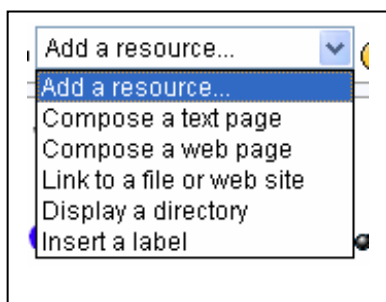 Add a resource...
Add a resource...
Compose a text page
Compose a web page
Link to a file or web site
Display a directory
Insert a label